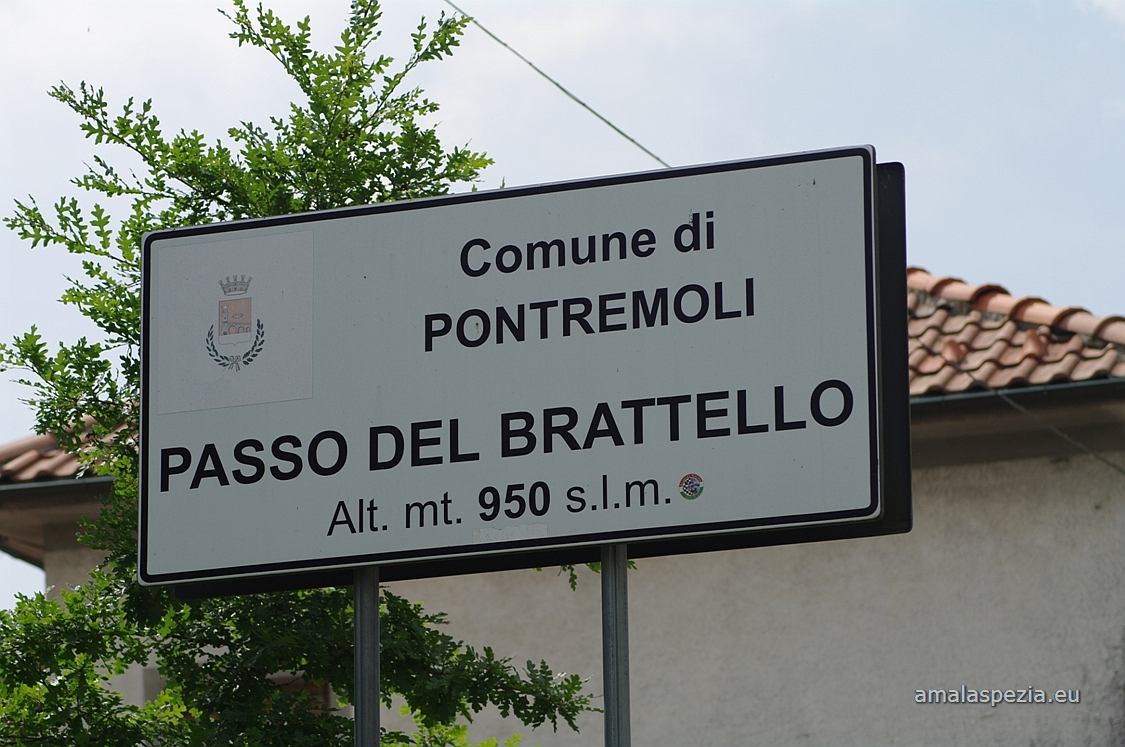 Comune di
PONTREMOLI
PASSO DEL BRATTELLO
Alt. mt. 950 s.l.m.
amalaspezia.eu